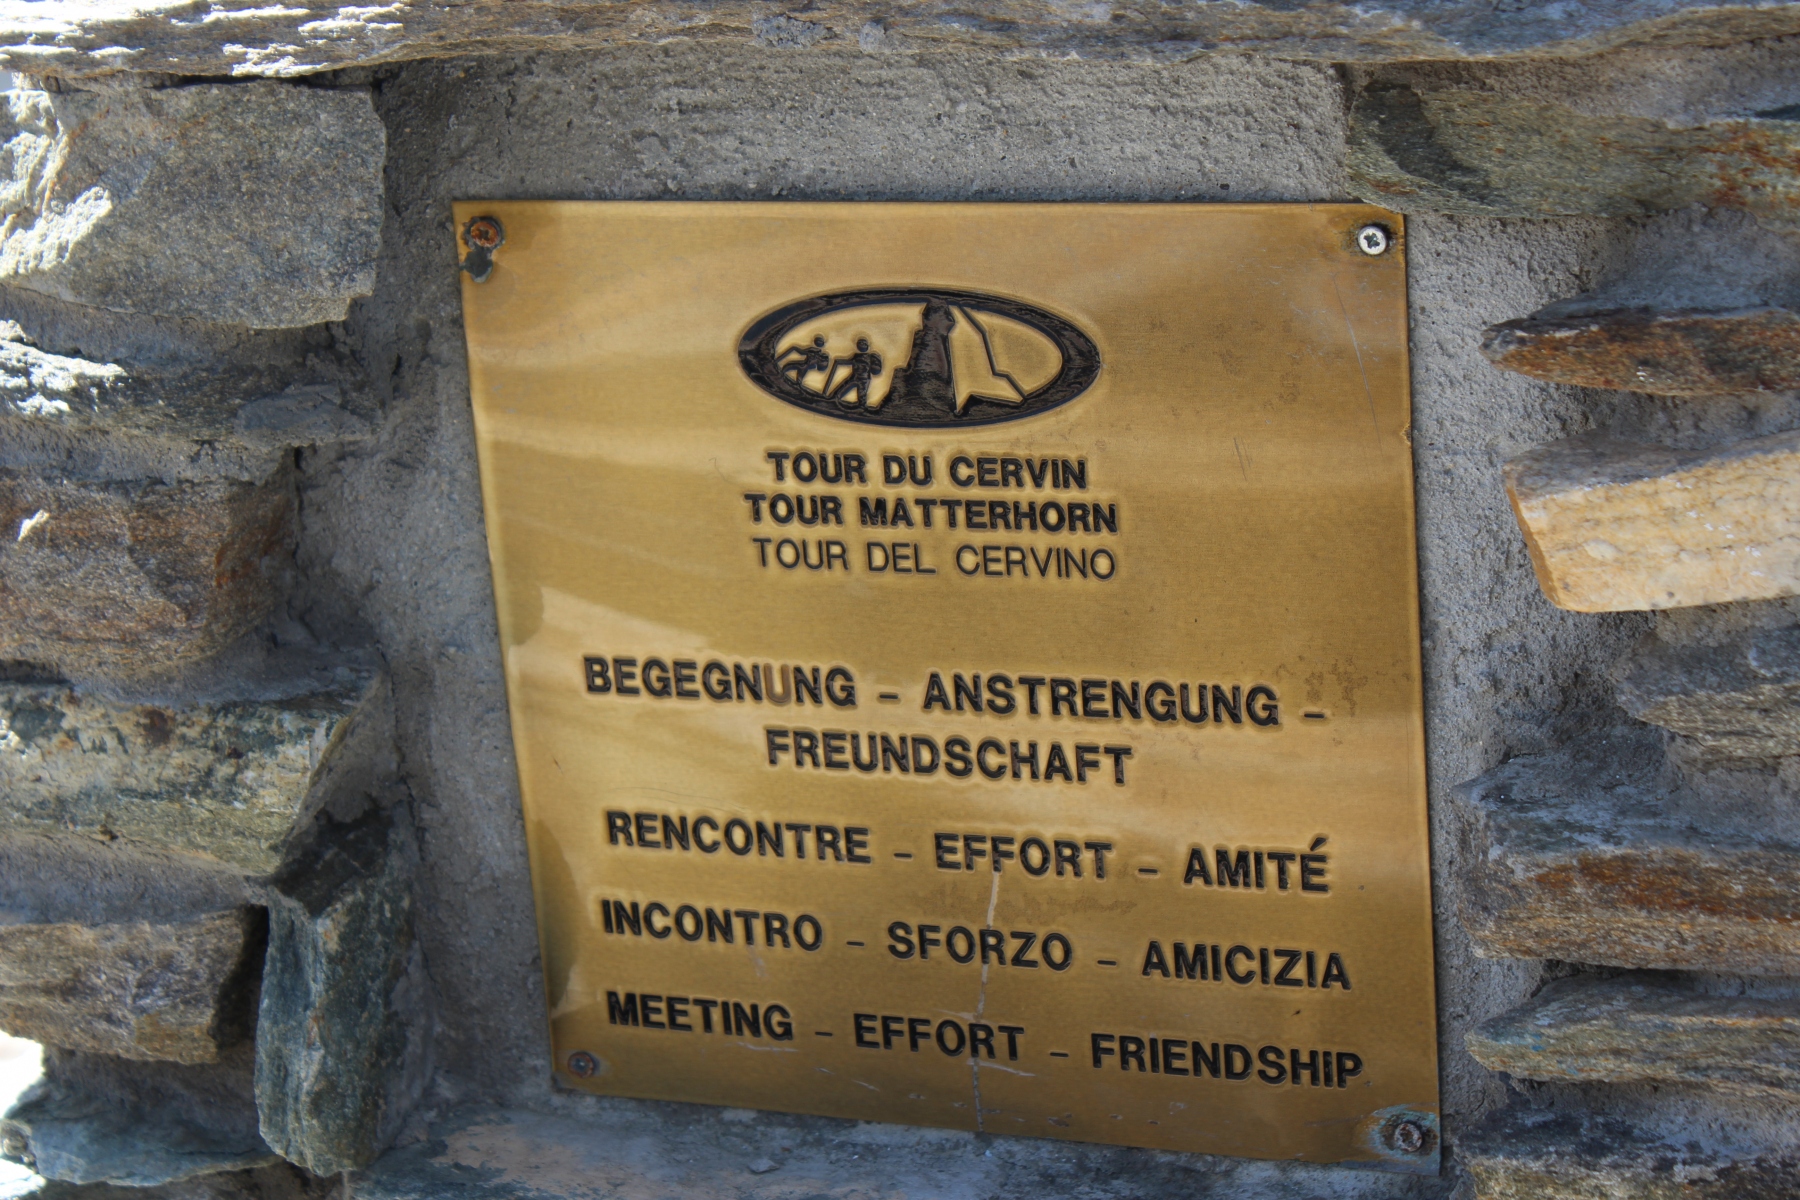 TOUR DU CERVIN
TOUR MATTERHORN
TOUR DEL CERVINO
BEGEGNUNG – ANSTRENGUNG –
FREUNDSCHAFT
RENCONTRE – EFFORT – AMITÉ
INCONTRO – SFORZO – AMICIZIA
MEETING – EFFORT – FRIENDSHIP